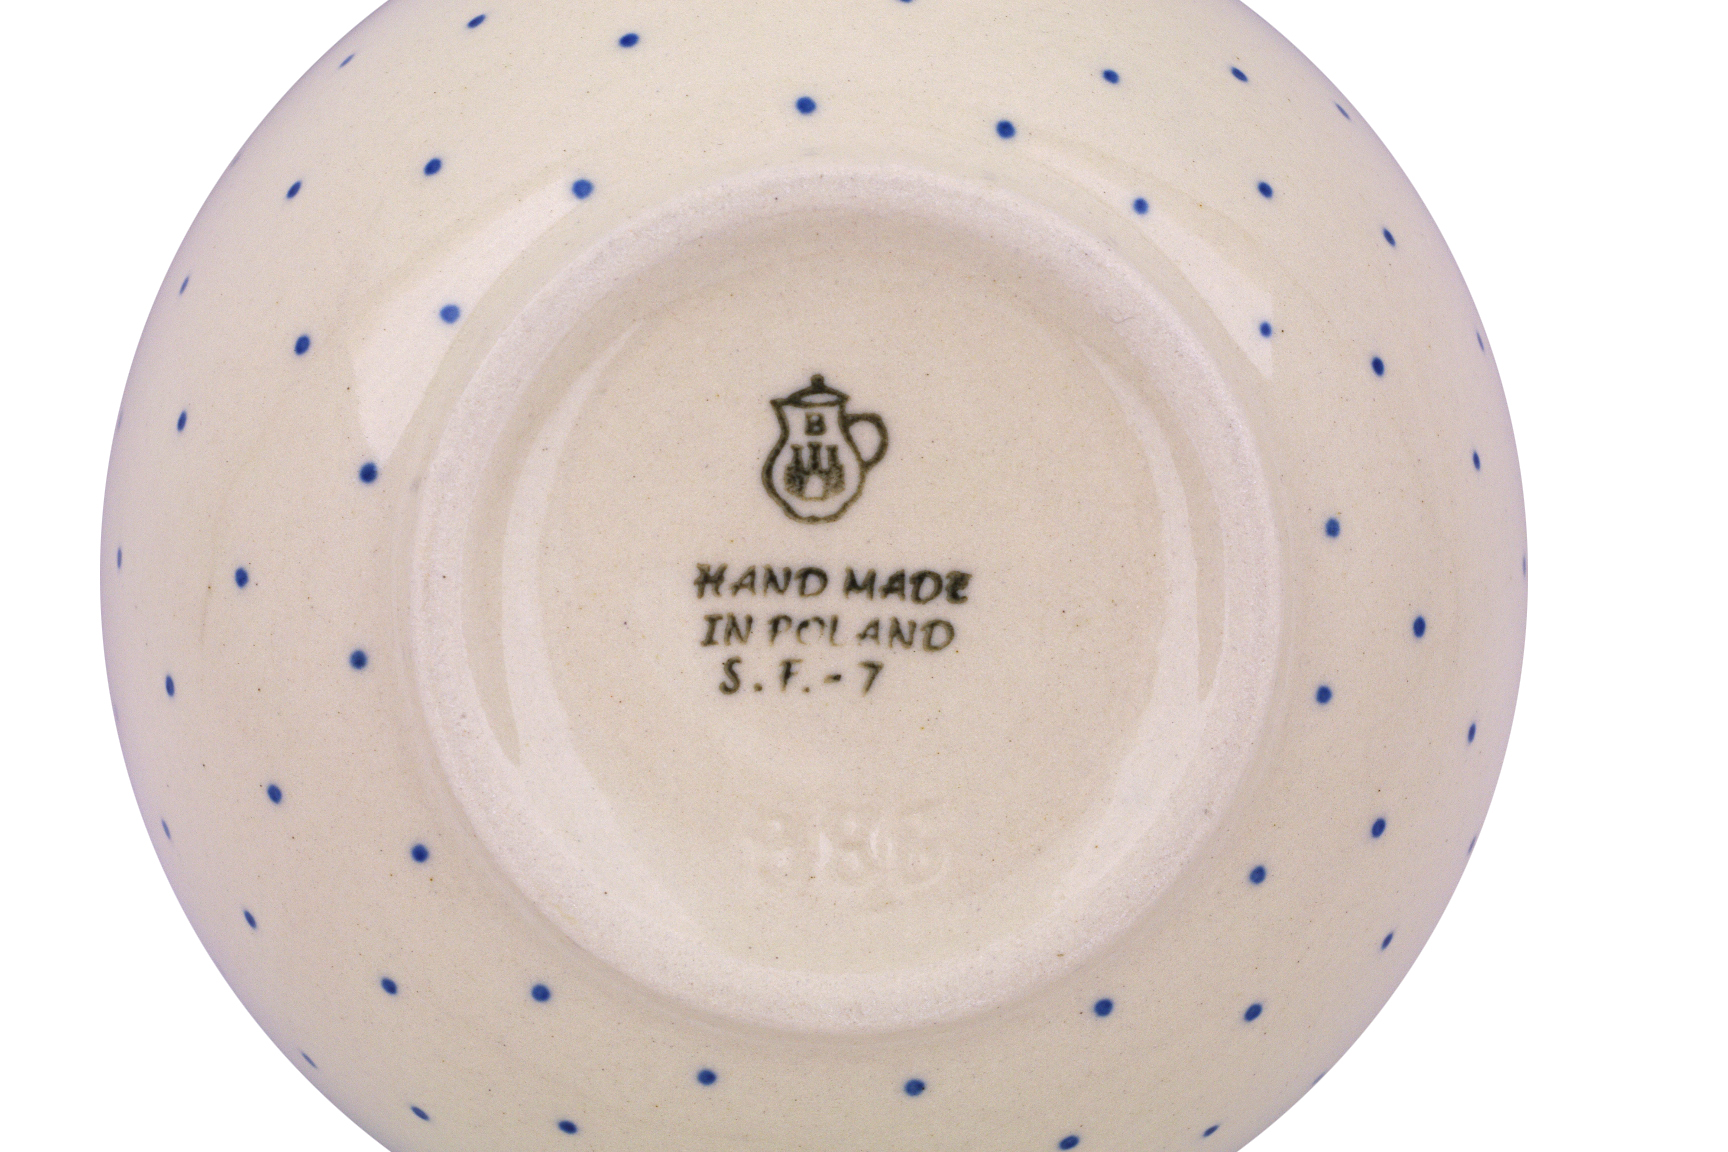 B
HAND MADE
IN POLAND
S.F.-7